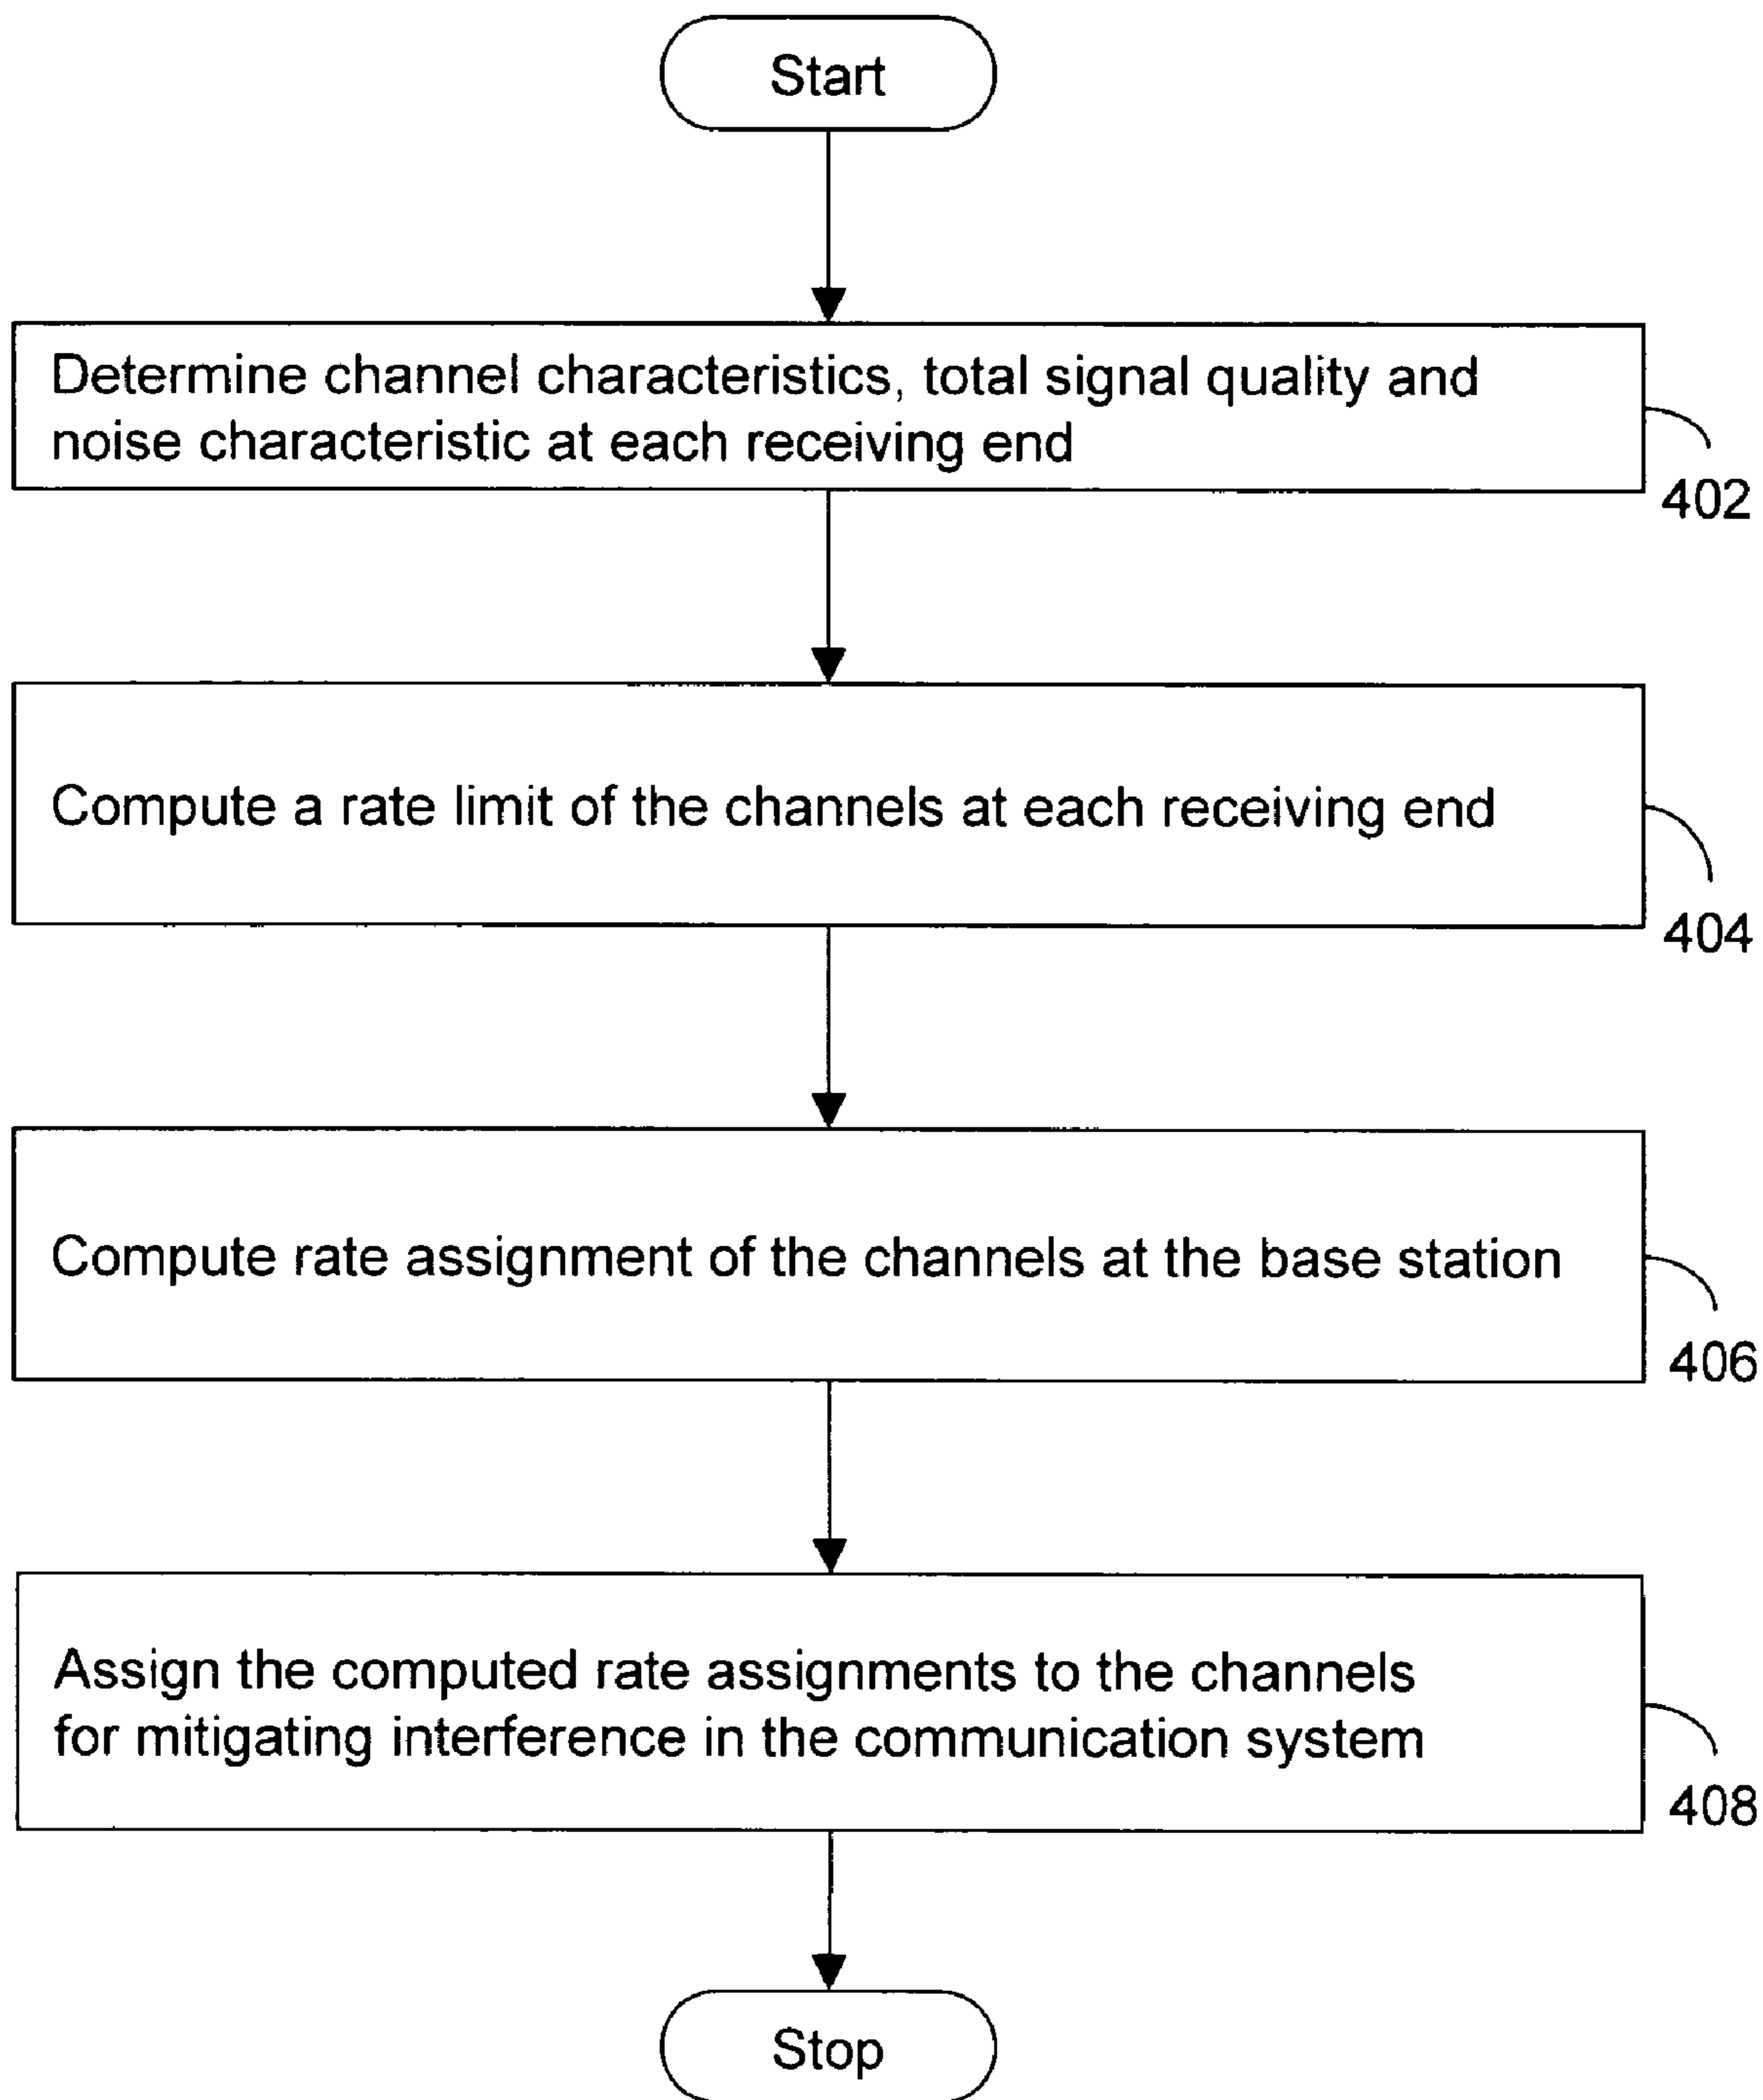 Start
Determine channel characteristics, total signal quality and
noise characteristic at each receiving end
402
Compute a rate limit of the channels at each receiving end
404
Compute rate assignment of the channels at the base station
406
Assign the computed rate assignments to the channels
for mitigating interference in the communication system
408
Stop